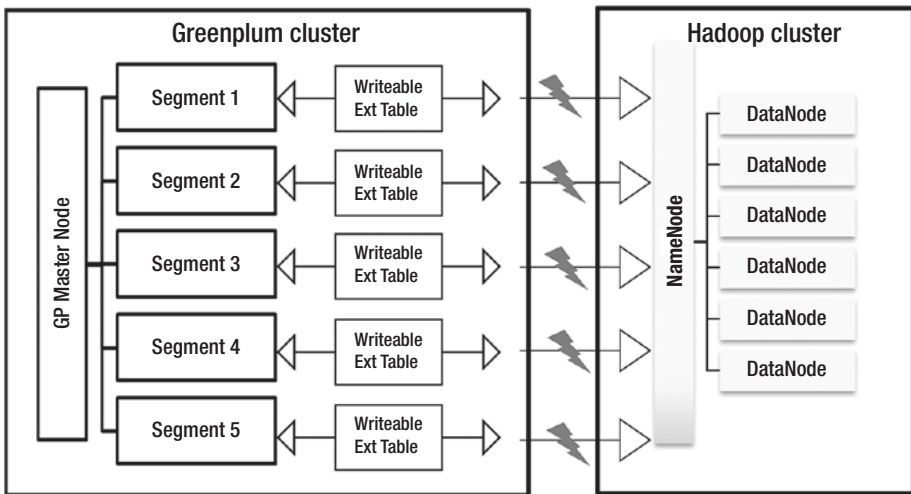 Greenplum cluster
Hadoop cluster
GP Master Node
Segment 1
Writeable
Ext Table
Segment 2
Writeable
Ext Table
Segment 3
Writeable
Ext Table
Segment 4
Writeable
Ext Table
Segment 5
Writeable
Ext Table
NameNode
DataNode
DataNode
DataNode
DataNode
DataNode
DataNode